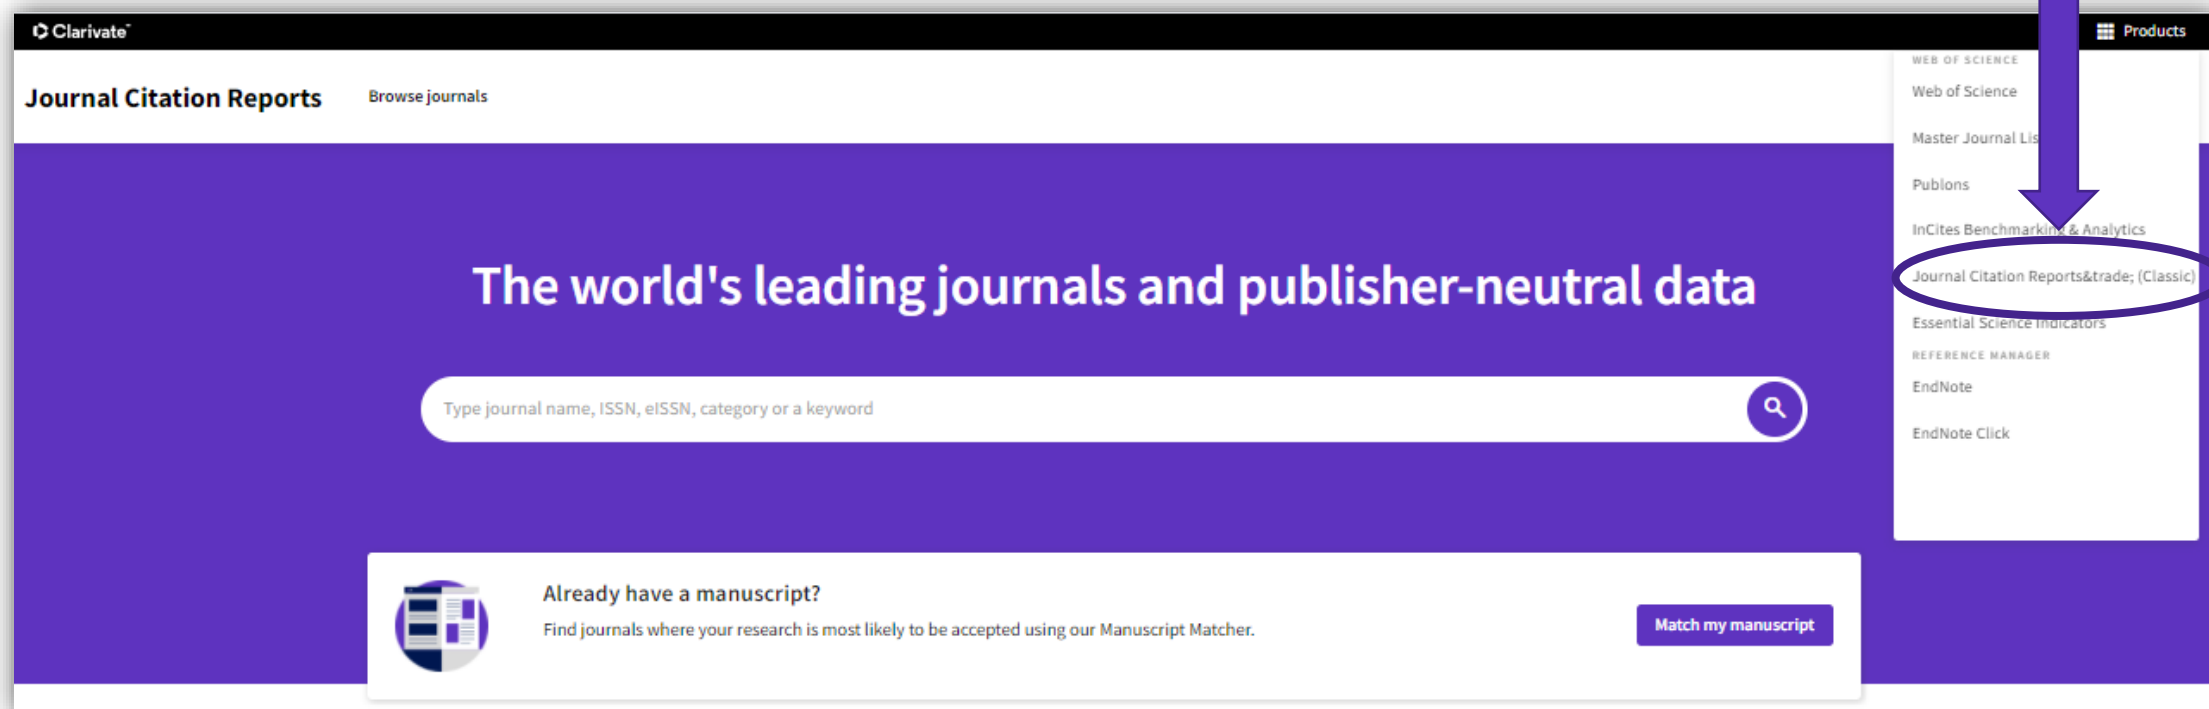 Clarivate™
Products
Journal Citation Reports
Browse journals
WEB OF SCIENCE
Web of Science
Master Journal Lis
Publons
InCites Benchmarking & Analytics
Journal Citation Reports&trade; (Classic)
Essential Science Indicators
REFERENCE MANAGER
EndNote
EndNote Click
The world's leading journals and publisher-neutral data
Type journal name, ISSN, eISSN, category or a keyword
Already have a manuscript?
Find journals where your research is most likely to be accepted using our Manuscript Matcher.
Match my manuscript